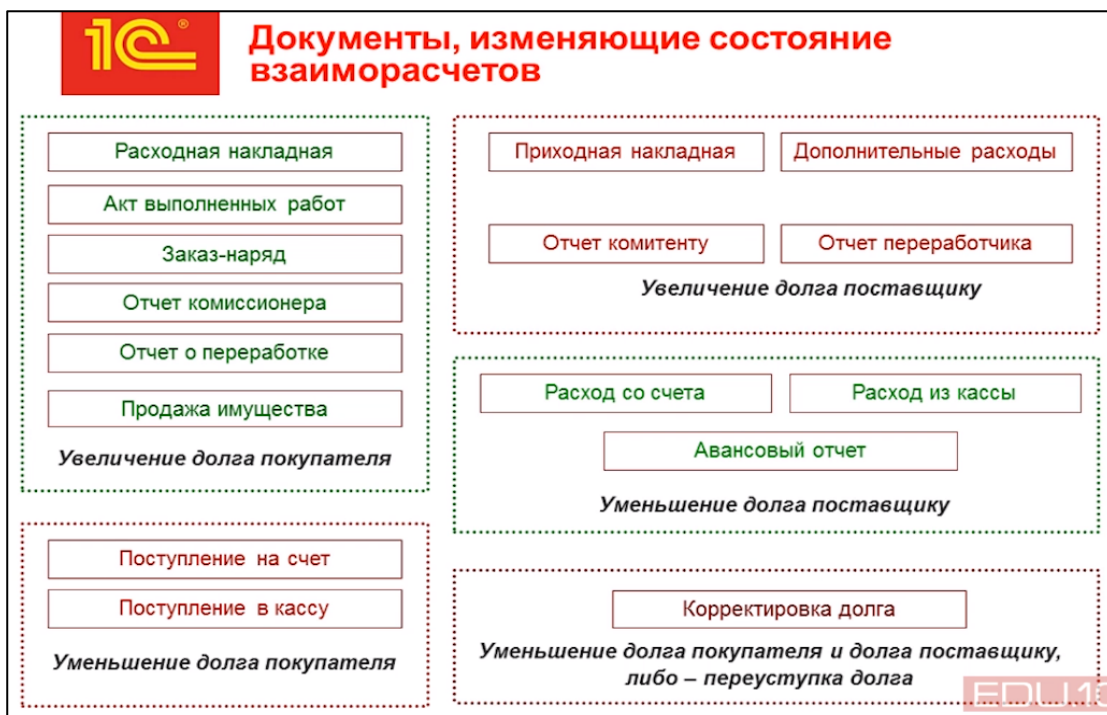 1С®
Документы, изменяющие состояние
взаиморасчетов
Расходная накладная
Акт выполненных работ
Заказ-наряд
Отчет комиссионера
Отчет о переработке
Продажа имущества
Увеличение долга покупателя
Поступление на счет
Поступление в кассу
Уменьшение долга покупателя
Приходная накладная
Дополнительные расходы
Отчет комитенту
Отчет переработчика
Увеличение долга поставщику
Расход со счета
Расход из кассы
Авансовый отчет
Уменьшение долга поставщику
Корректировка долга
Уменьшение долга покупателя и долга поставщику,
либо – переуступка долга